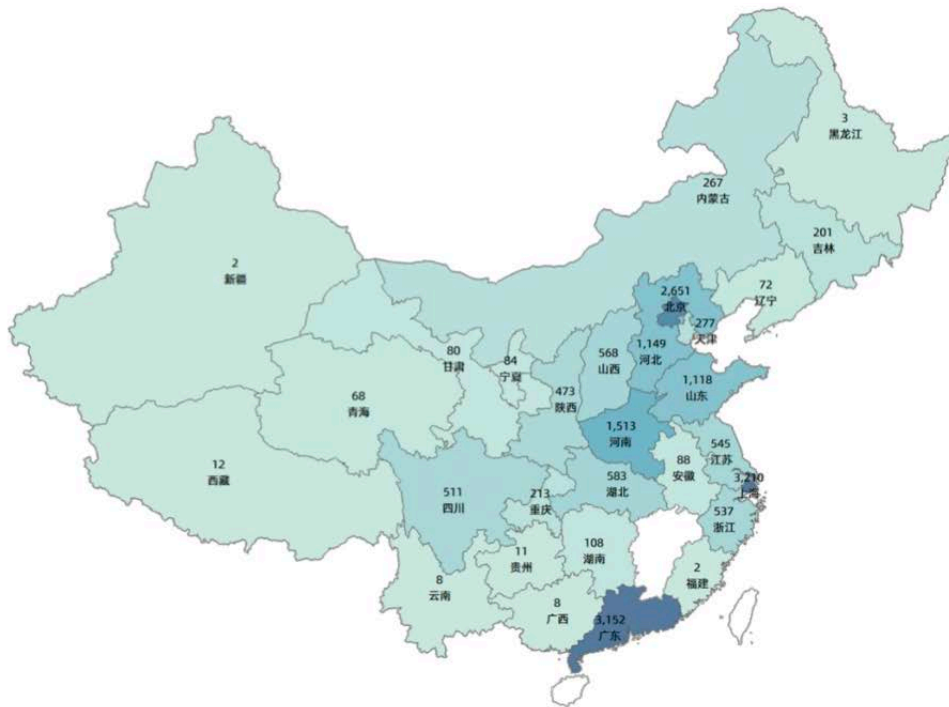 3
黑龙江
267
内蒙古
201
吉林
2
新疆
72
辽宁
2,651
北京
277
天津
1,149
河北
80
甘肃
84
宁夏
568
山西
1,118
山东
473
陕西
68
青海
1,513
河南
545
江苏
88
安徽
12
西藏
583
湖北
3,210
上海
511
四川
213
重庆
537
浙江
108
湖南
11
贵州
2
福建
8
云南
8
广西
3,152
广东